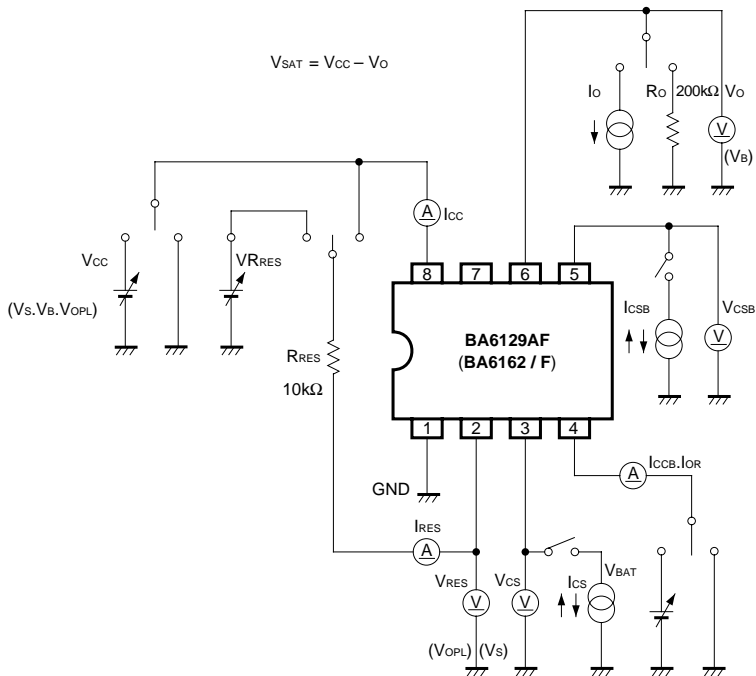 VSAT = VCC – VO
IO
RO 200kΩ VO
V
(VB)
A ICC
VCC
VRRES
(VS.VB.VOPL)
8 7 6 5
ICSB
VCSB
V
BA6129AF
(BA6162 / F)
RRES
10kΩ
1 2 3 4
GND
ICCB.IOR
A
IRES
A
VRES
VCS
ICS
VBAT
V
V
(VOPL) (VS)